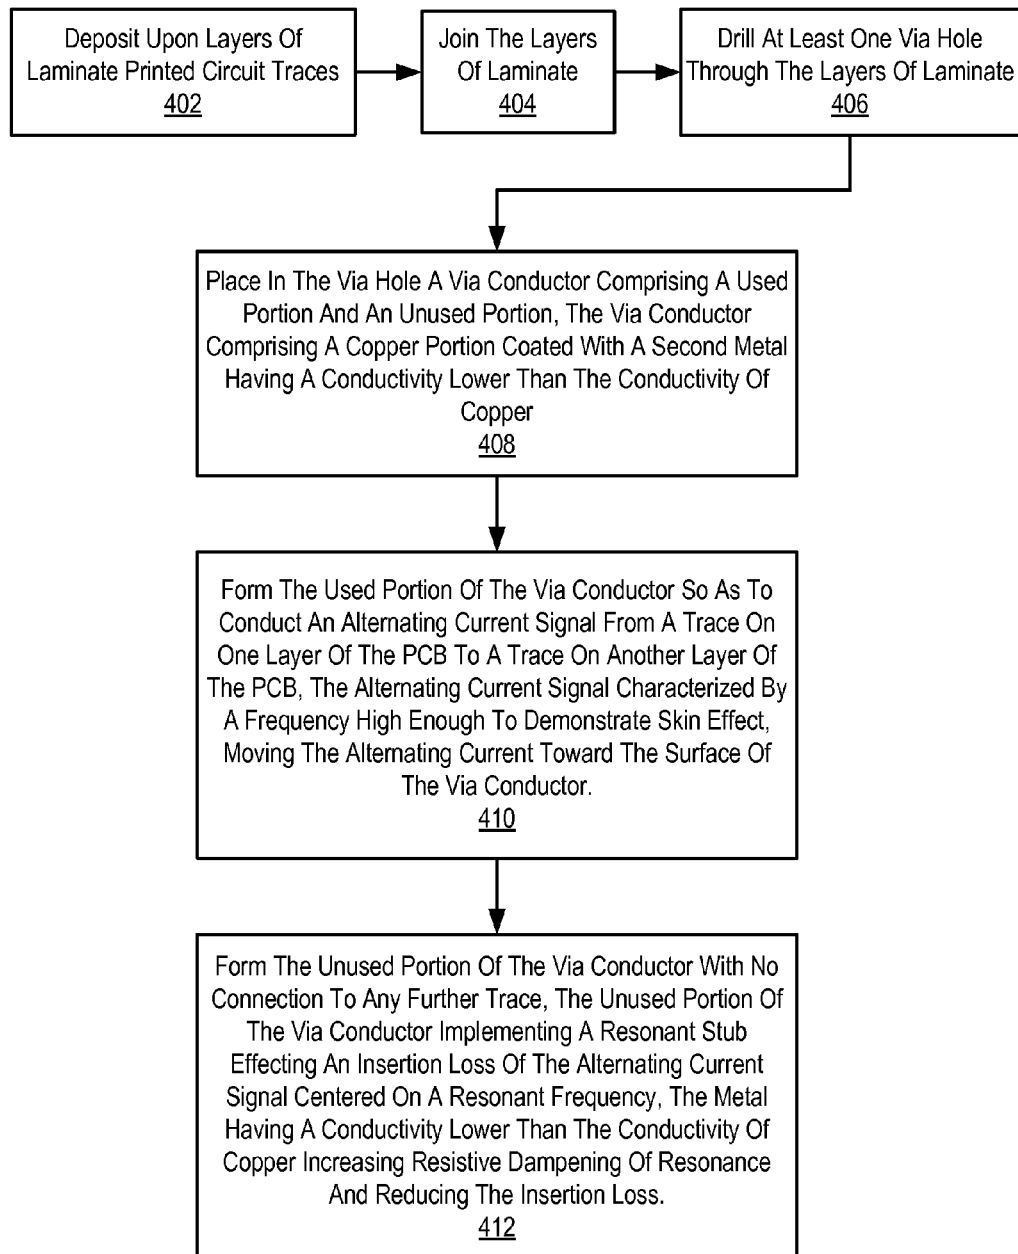 Deposit Upon Layers Of
Laminate Printed Circuit Traces
402
Join The Layers
Of Laminate
404
Drill At Least One Via Hole
Through The Layers Of Laminate
406
Place In The Via Hole A Via Conductor Comprising A Used
Portion And An Unused Portion, The Via Conductor
Comprising A Copper Portion Coated With A Second Metal
Having A Conductivity Lower Than The Conductivity Of
Copper
408
Form The Used Portion Of The Via Conductor So As To
Conduct An Alternating Current Signal From A Trace On
One Layer Of The PCB To A Trace On Another Layer Of
The PCB, The Alternating Current Signal Characterized By
A Frequency High Enough To Demonstrate Skin Effect,
Moving The Alternating Current Toward The Surface Of
The Via Conductor.
410
Form The Unused Portion Of The Via Conductor With No
Connection To Any Further Trace, The Unused Portion Of
The Via Conductor Implementing A Resonant Stub
Effecting An Insertion Loss Of The Alternating Current
Signal Centered On A Resonant Frequency, The Metal
Having A Conductivity Lower Than The Conductivity Of
Copper Increasing Resistive Dampening Of Resonance
And Reducing The Insertion Loss.
412